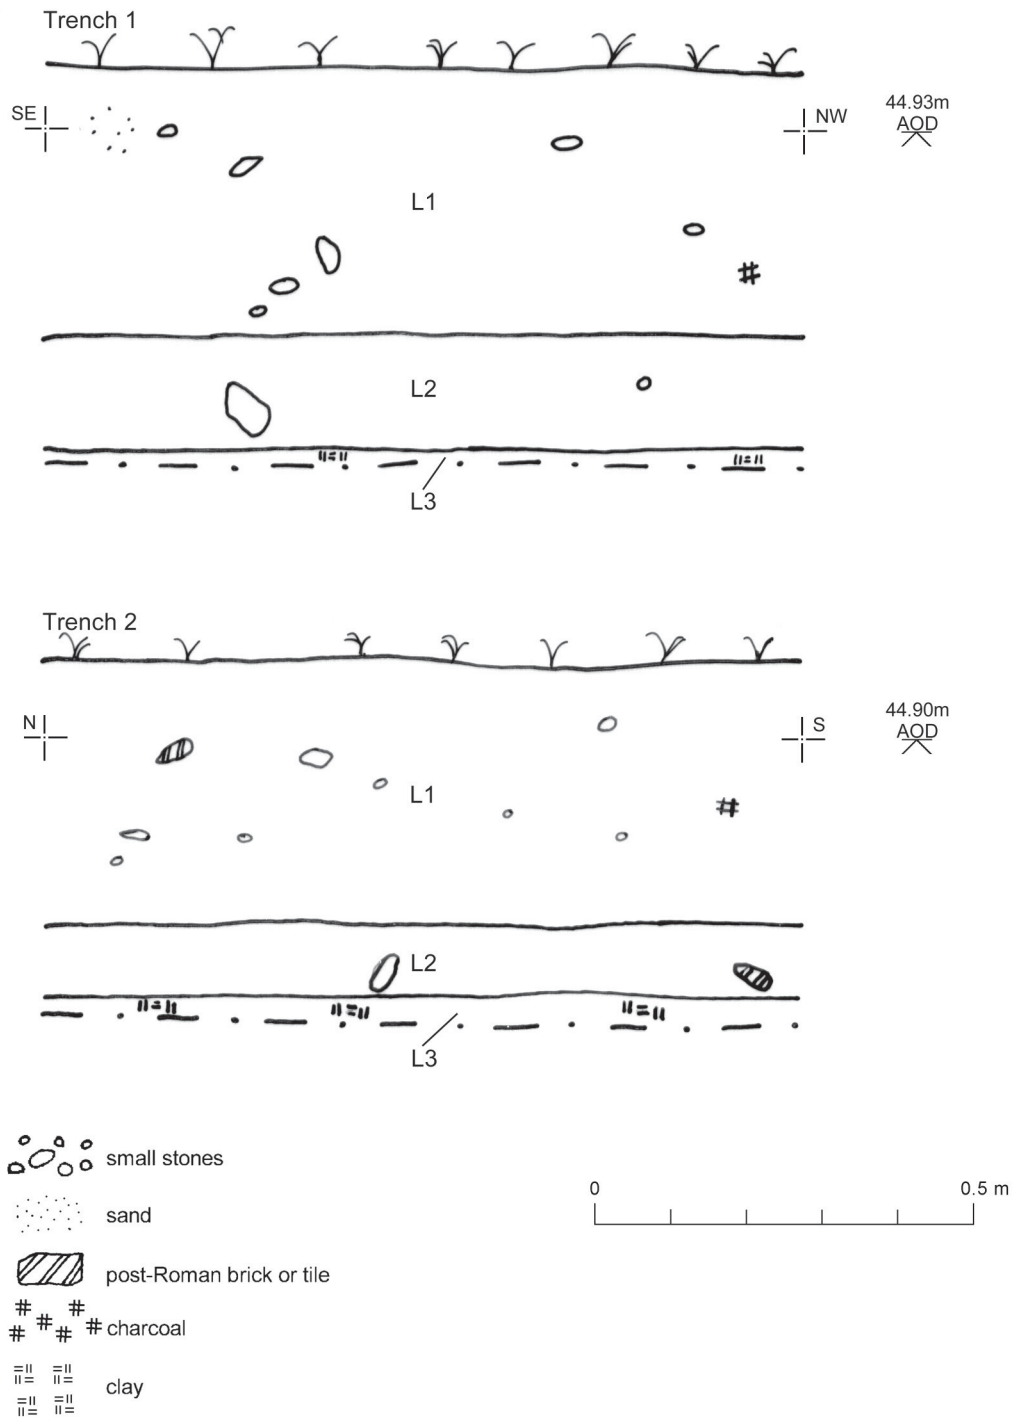 Trench 1
SE
NW
44.93m
AOD
L1
L2
L3
Trench 2
N
S
44.90m
AOD
L1
L2
L3
small stones
sand
post-Roman brick or tile
charcoal
clay
0
0.5 m